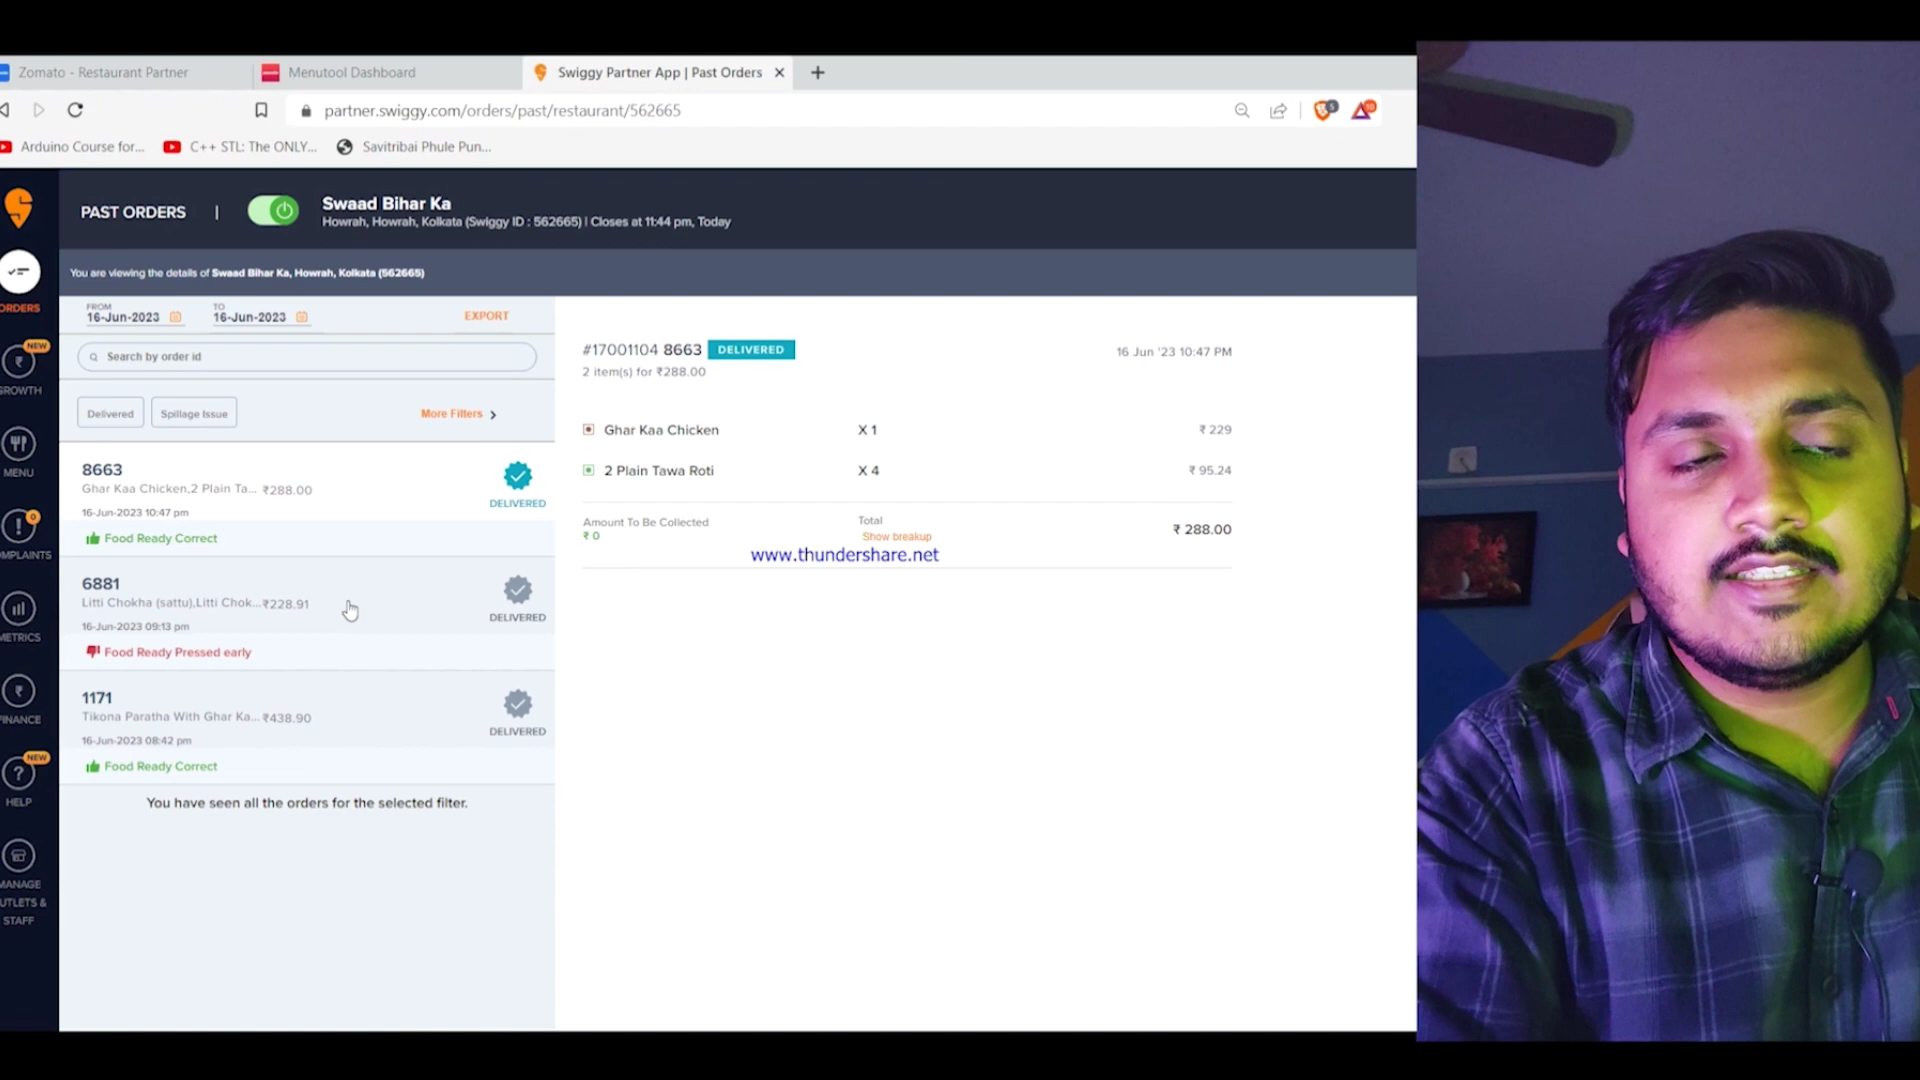 Zomato - Restaurant Partner
Menutool Dashboard
Swiggy Partner App | Past Orders
partner.swiggy.com/orders/past/restaurant/562665
5
10
Arduino Course for...
C++ STL: The ONLY...
Savitribai Phule Pun...
PAST ORDERS |
Swaad Bihar Ka
Howrah, Howrah, Kolkata (Swiggy ID : 562665) | Closes at 11:44 pm, Today
You are viewing the details of Swaad Bihar Ka, Howrah, Kolkata (562665)
ORDERS
NEW
GROWTH
MENU
0
OMPLAINTS
METRICS
FINANCE
NEW
HELP
MANAGE
UTLETS &
STAFF
FROM
16-Jun-2023
TO
16-Jun-2023
EXPORT
Search by order id
Delivered
Spillage Issue
More Filters
8663
Ghar Kaa Chicken,2 Plain Ta... ₹288.00
16-Jun-2023 10:47 pm
DELIVERED
Food Ready Correct
6881
Litti Chokha (sattu),Litti Chok...₹228.91
16-Jun-2023 09:13 pm
DELIVERED
Food Ready Pressed early
1171
Tikona Paratha With Ghar Ka... ₹438.90
16-Jun-2023 08:42 pm
DELIVERED
Food Ready Correct
You have seen all the orders for the selected filter.
#17001104 8663 DELIVERED
16 Jun '23 10:47 PM
2 item(s) for ₹288.00
Ghar Kaa Chicken X 1 ₹ 229
2 Plain Tawa Roti X 4 ₹ 95.24
Amount To Be Collected
₹ 0
Total
Show breakup
₹ 288.00
www.thundershare.net